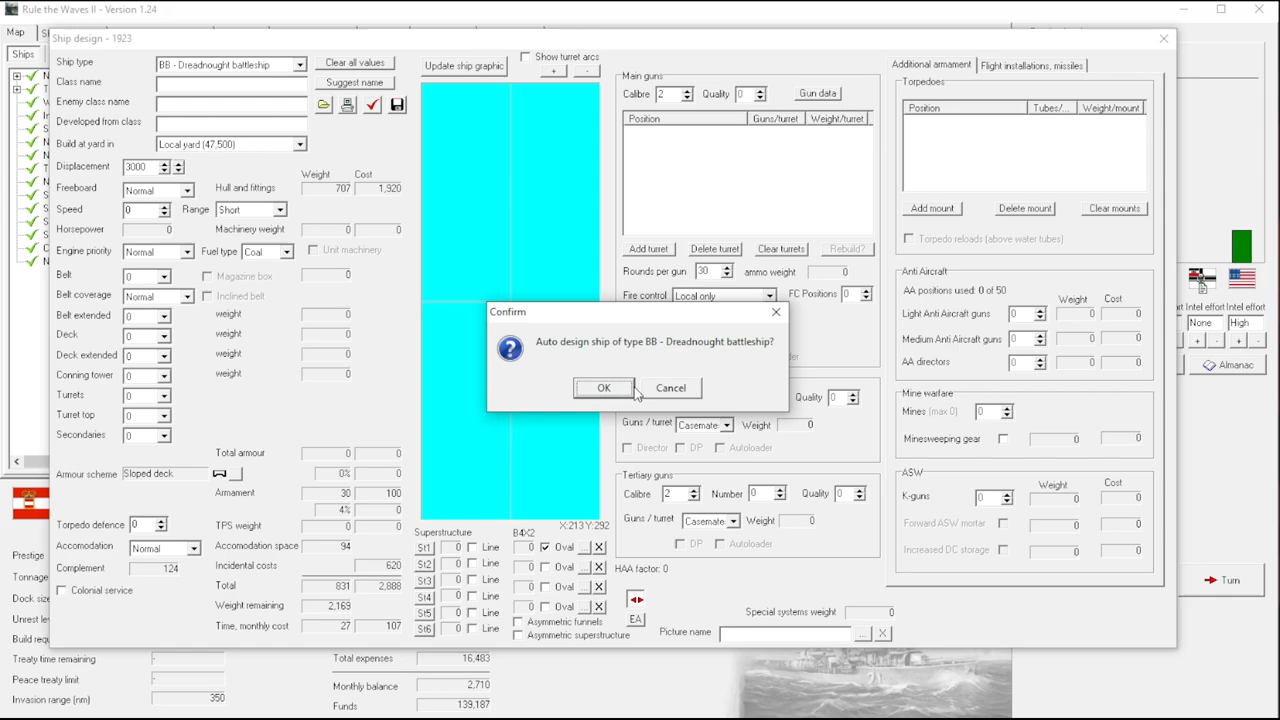 Rule the Waves II - Version 1.24
Map
Ships
Ship design - 1923
Ship type
BB - Dreadnought battleship
Clear all values
Class name
Suggest name
Enemy class name
Developed from class
Build at yard in
Local yard (47,500)
Displacement
3000
Weight
Cost
Freeboard
Normal
Hull and fittings
707
1,920
Speed
0
Range
Short
Horsepower
0
Machinery weight
0
0
Engine priority
Normal
Fuel type
Coal
Unit machinery
Belt
0
Magazine box
0
Belt coverage
Normal
Inclined belt
Belt extended
0
weight
0
Deck
0
weight
0
Deck extended
0
weight
0
Conning tower
0
weight
0
Turrets
0
Turret top
0
Secondaries
0
Total armour
0
0
Armour scheme
Sloped deck
0%
0
Armament
30
100
4%
0
Torpedo defence
0
TPS weight
0
0
Accomodation
Normal
Accomodation space
94
Complement
124
Incidental costs
620
Colonial service
Total
831
2,888
Weight remaining
2,169
Time, monthly cost
27
107
Update ship graphic
Show turret arcs
+
-
X:213 Y:292
Superstructure
B4X2
St1
0
Line
0
Oval
...
X
St2
0
Line
0
Oval
...
X
St3
0
Line
0
Oval
...
X
St4
0
Line
0
Oval
...
X
St5
0
Line
St6
0
Line
Asymmetric funnels
Asymmetric superstructure
Main guns
Calibre
2
Quality
0
Gun data
Position
Guns/turret
Weight/turret
Add turret
Delete turret
Clear turrets
Rebuild?
Rounds per gun
30
ammo weight
0
Fire control
Local only
FC Positions
0
Confirm
Auto design ship of type BB - Dreadnought battleship?
OK
Cancel
Quality
0
Guns / turret
Casemate:
Weight
0
Director
DP
Autoloader
Tertiary guns
Calibre
2
Number
0
Quality
0
Guns / turret
Casemate
Weight
0
DP
Autoloader
HAA factor: 0
EA
Special systems weight
0
Picture name
...
X
Additional armament
Flight installations, missiles
Torpedoes
Position
Tubes/...
Weight/mount
Add mount
Delete mount
Clear mounts
Torpedo reloads (above water tubes)
Anti Aircraft
AA positions used: 0 of 50
Weight
Cost
Light Anti Aircraft guns
0
0
0
Medium Anti Aircraft guns
0
0
0
AA directors
0
0
0
Mine warfare
Mines (max 0)
0
0
0
Minesweeping gear
0
0
ASW
Weight
Cost
K-guns
0
0
0
Forward ASW mortar
0
0
Increased DC storage
0
0
Intel effort
Intel effort
None
High
+
-
+
-
Almanac
Turn
Prestige
Tonnag
Dock size
Unrest lev
Build requ
Treaty time remaining
-
Peace treaty limit
-
Invasion range (nm)
350
Total expenses
16,483
Monthly balance
2,710
Funds
139,187